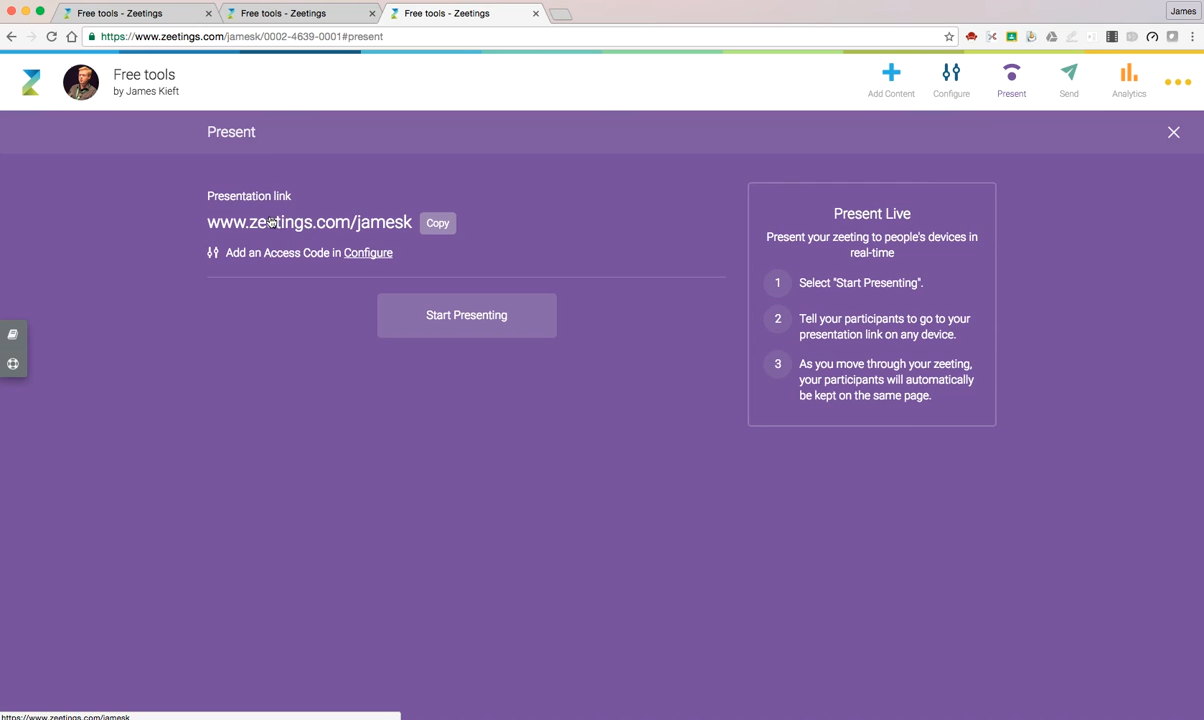 Free tools - Zeetings
Free tools - Zeetings
Free tools - Zeetings
James
https://www.zeetings.com/jamesk/0002-4639-0001#present
Free tools
by James Kieft
Add Content
Configure
Present
Send
Analytics
Present
Presentation link
www.zeetings.com/jamesk
Copy
Add an Access Code in Configure
Start Presenting
Present Live
Present your zeeting to people's devices in
real-time
1 Select "Start Presenting".
2 Tell your participants to go to your
presentation link on any device.
3 As you move through your zeeting,
your participants will automatically
be kept on the same page.
https://www.zeetings.com/jamesk